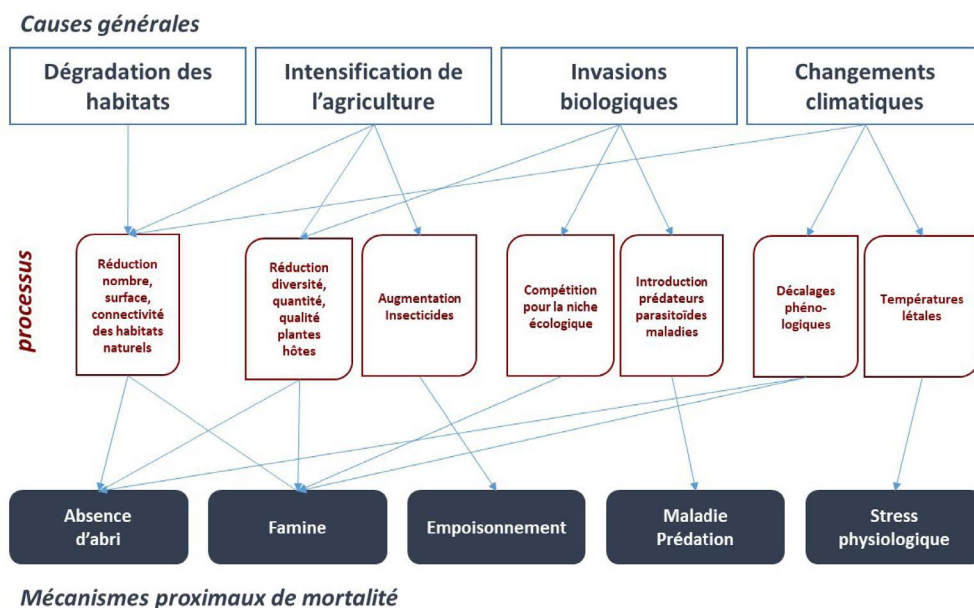 Causes générales
Dégradation des
habitats
Intensification de
l'agriculture
Invasions
biologiques
Changements
climatiques
processus
Réduction
nombre,
surface,
connectivité
des habitats
naturels
Réduction
diversité,
quantité,
qualité
plantes
hôtes
Augmentation
Insecticides
Compétition
pour la niche
écologique
Introduction
prédateurs
parasitoïdes
maladies
Décalages
phéno-
logiques
Températures
létales
Absence
d'abri
Famine
Empoisonnement
Maladie
Prédation
Stress
physiologique
Mécanismes proximaux de mortalité